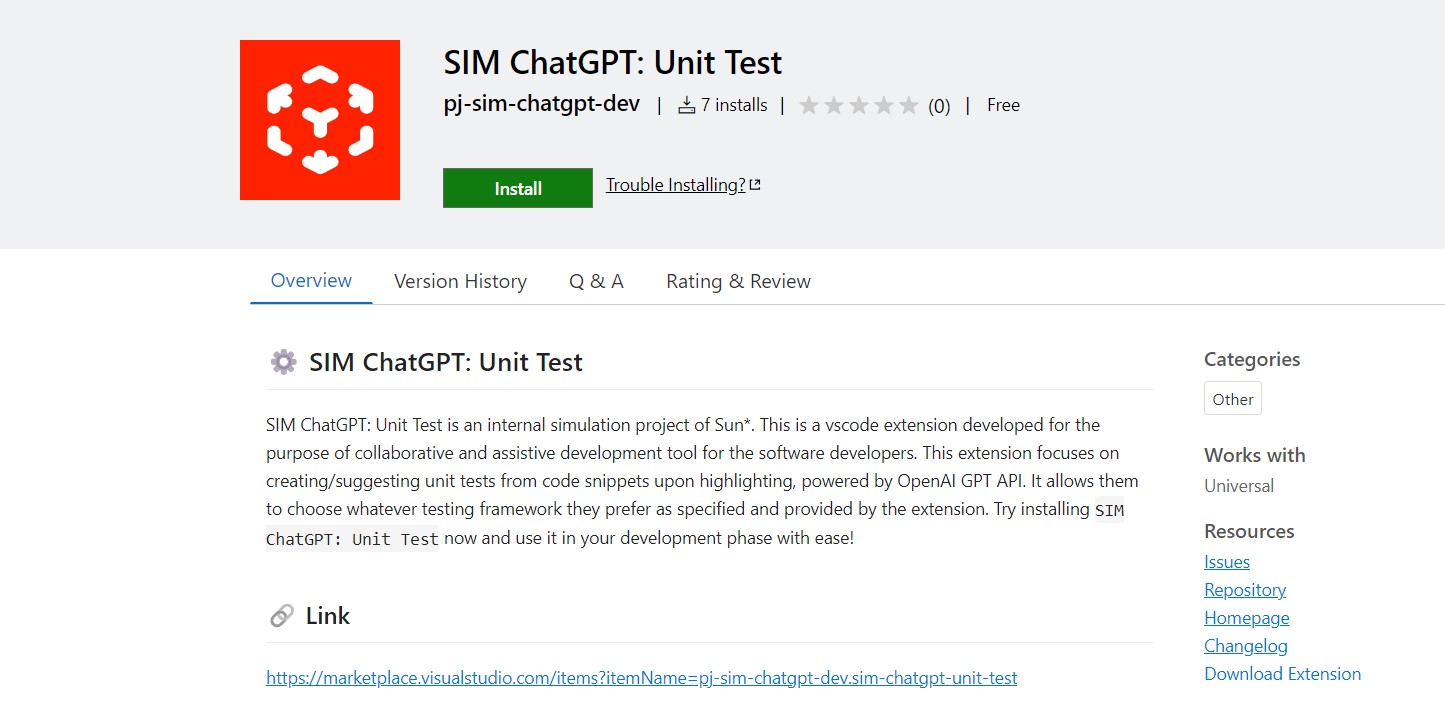 SIM ChatGPT: Unit Test
pj-sim-chatgpt-dev | 7 installs | (0) | Free
Install Trouble Installing?
Overview Version History Q & A Rating & Review
SIM ChatGPT: Unit Test
SIM ChatGPT: Unit Test is an internal simulation project of Sun*. This is a vscode extension developed for the
purpose of collaborative and assistive development tool for the software developers. This extension focuses on
creating/suggesting unit tests from code snippets upon highlighting, powered by OpenAI GPT API. It allows them
to choose whatever testing framework they prefer as specified and provided by the extension. Try installing SIM
ChatGPT: Unit Test now and use it in your development phase with ease!
Link
https://marketplace.visualstudio.com/items?itemName=pj-sim-chatgpt-dev.sim-chatgpt-unit-test
Categories
Other
Works with
Universal
Resources
Issues
Repository
Homepage
Changelog
Download Extension